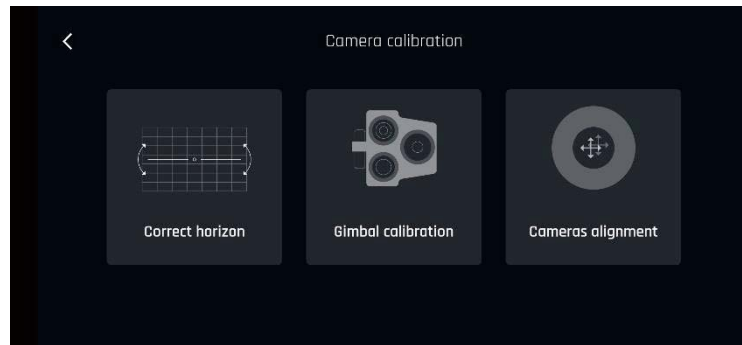 Camera calibration
Correct horizon
Gimbal calibration
Cameras alignment